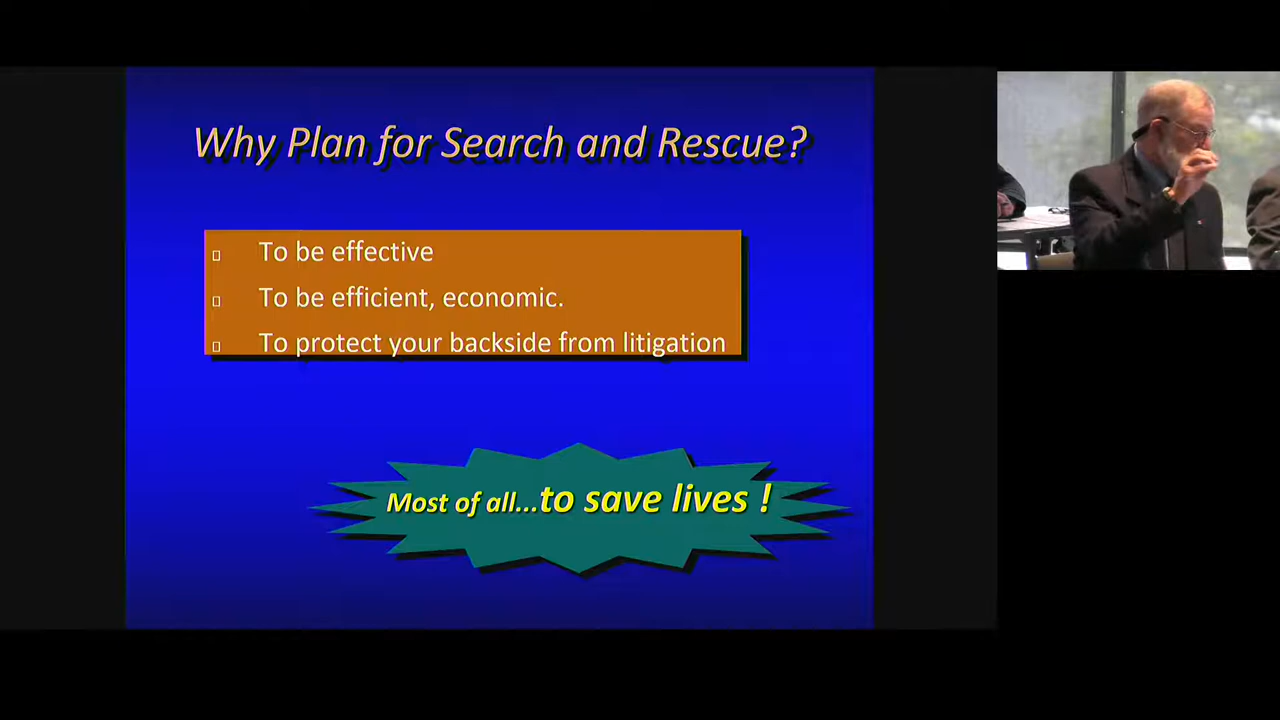 Why Plan for Search and Rescue?
To be effective
To be efficient, economic.
To protect your backside from litigation
Most of all...to save lives !